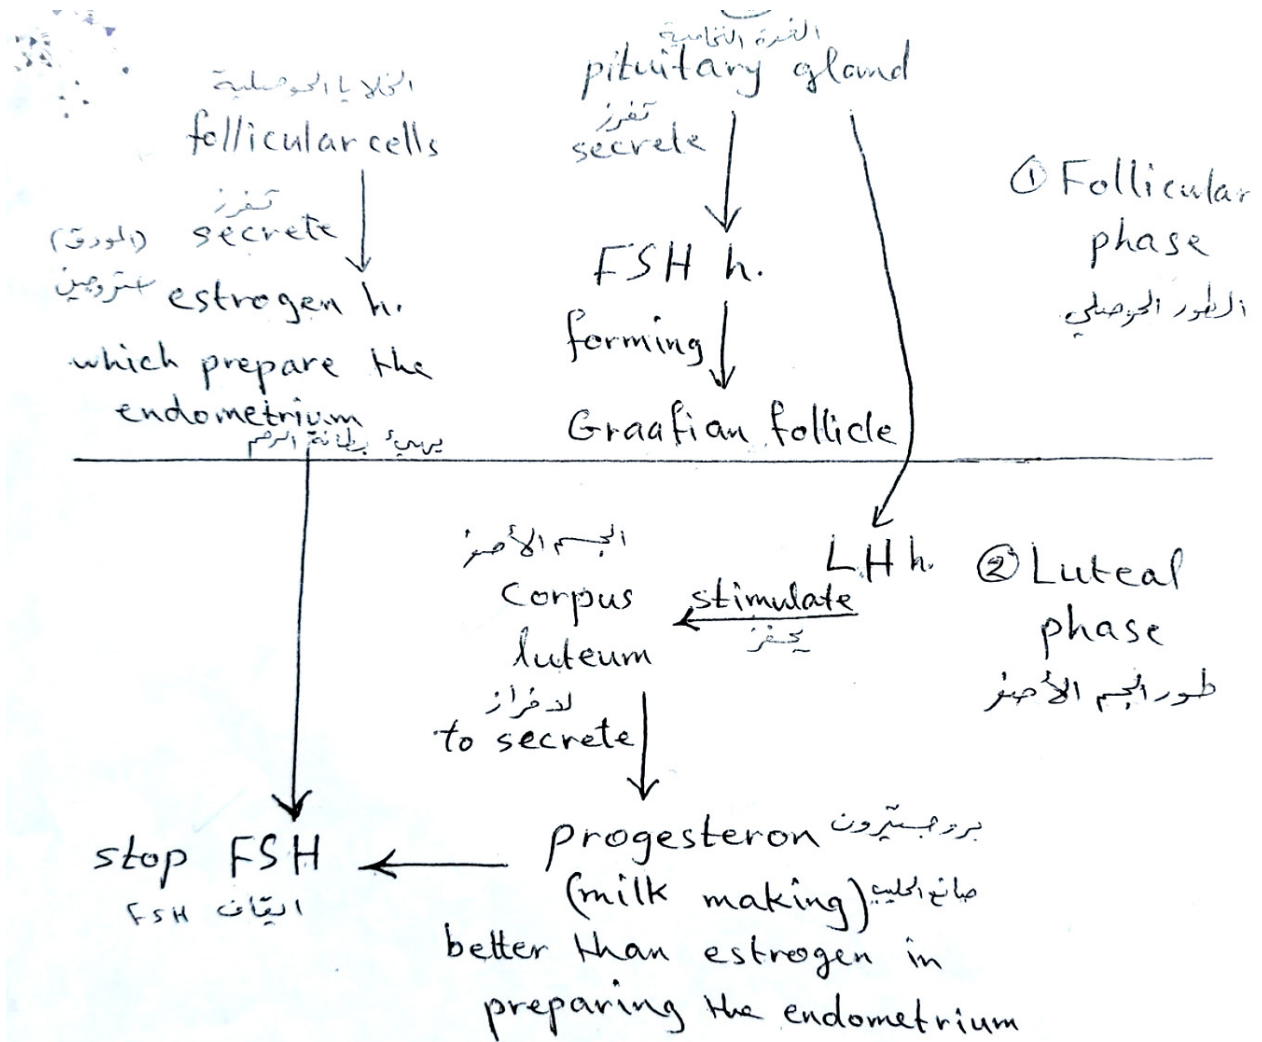 الغدة النخامية
pituitary gland
تفرز
secrete
FSH h.
forming
Graafian follicle
الخلايا الحوصلية
follicular cells
تفرز
secrete
estrogen h.
which prepare the
endometrium
يهيئ بطانة الرحم
① Follicular
phase
الطور الحوصلي
LH h.
stimulate
يحفز
الجسم الأصفر
Corpus
luteum
لافراز
to secrete
② Luteal
phase
طور الجسم الأصفر
progesteron بروجستيرون
(milk making) صانع الحليب
better than estrogen in
preparing the endometrium
stop FSH
ايقاف FSH